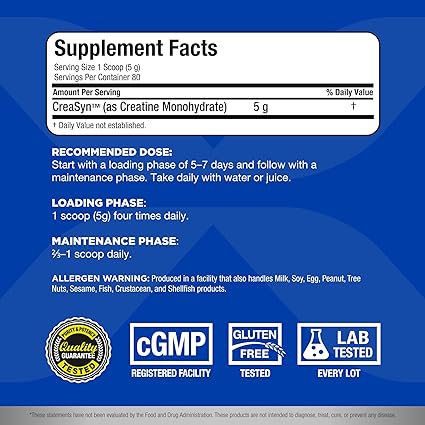 Supplement Facts
Serving Size 1 Scoop (5 g)
Servings Per Container 80
Amount Per Serving % Daily Value
CreaSyn™ (as Creatine Monohydrate) 5 g †
† Daily Value not established.
RECOMMENDED DOSE:
Start with a loading phase of 5–7 days and follow with a
maintenance phase. Take daily with water or juice.
LOADING PHASE:
1 scoop (5g) four times daily.
MAINTENANCE PHASE:
⅔–1 scoop daily.
ALLERGEN WARNING: Produced in a facility that also handles Milk, Soy, Egg, Peanut, Tree
Nuts, Sesame, Fish, Crustacean, and Shellfish products.
PURITY & POTENCY
Quality
GUARANTEE
TESTED
cGMP
REGISTERED FACILITY
GLUTEN
FREE
TESTED
LAB
TESTED
EVERY LOT
*These statements have not been evaluated by the Food and Drug Administration. These products are not intended to diagnose, treat, cure, or prevent any disease.